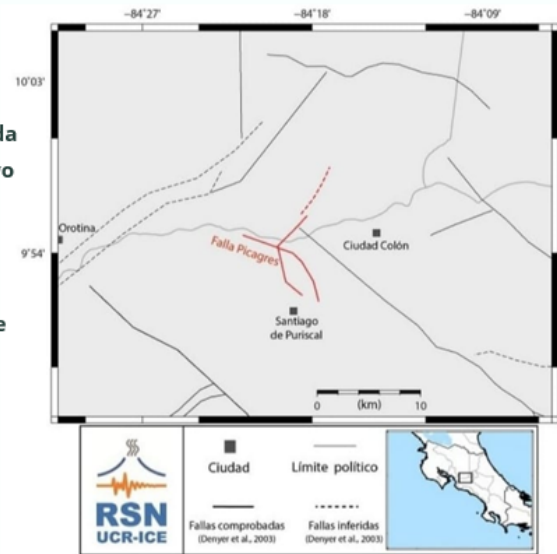 −84°27'
−84°18'
−84°09'
10°03'
da
o
Orotina
Falla Picagres
Ciudad Colón
9°54'
e
Santiago
de Puriscal
0
(km)
10
RSN
UCR-ICE
Ciudad
Límite político
Fallas comprobadas
(Denyer et al., 2003)
Fallas inferidas
(Denyer et al., 2003)